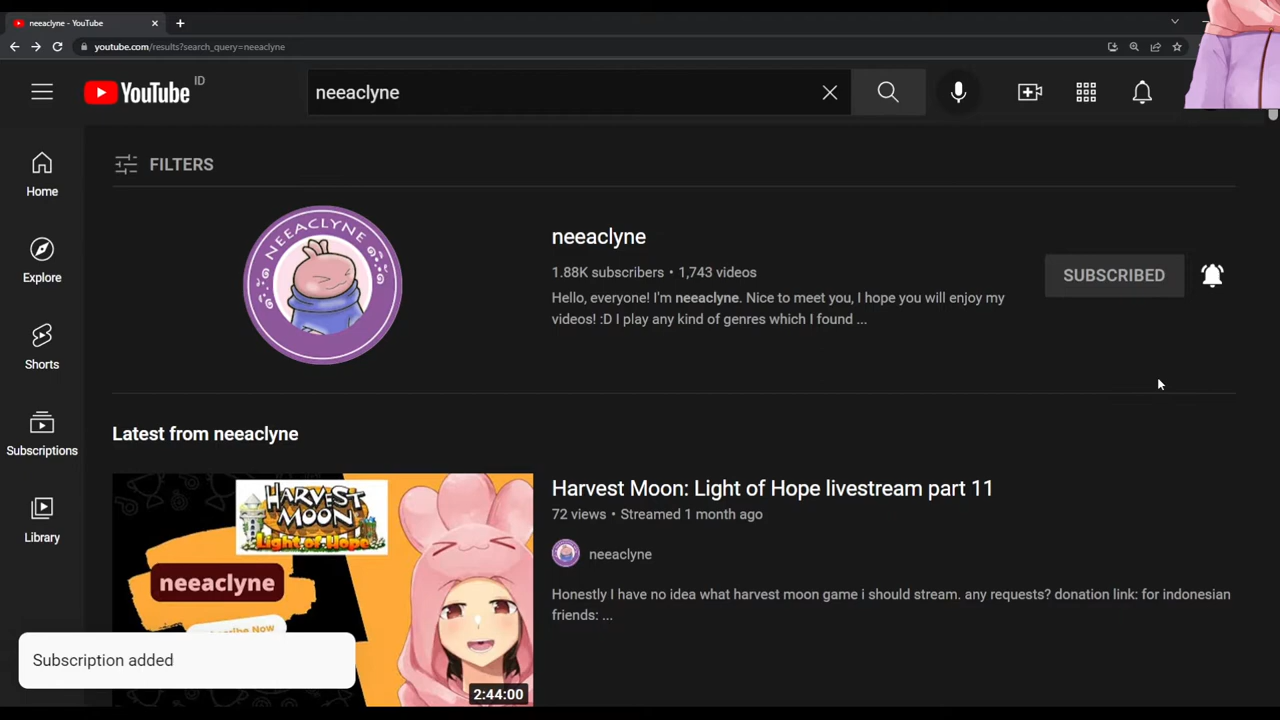 neeaclyne - YouTube
youtube.com/results?search_query=neeaclyne
YouTube ID
neeaclyne
FILTERS
Home
Explore
Shorts
Subscriptions
Library
NEEACLYNE
neeaclyne
1.88K subscribers • 1,743 videos
Hello, everyone! I'm neeaclyne. Nice to meet you, I hope you will enjoy my
videos! :D I play any kind of genres which I found ...
SUBSCRIBED
Latest from neeaclyne
HARVEST
MOON
Light of Hope
neeaclyne
scribe Now
2:44:00
Harvest Moon: Light of Hope livestream part 11
72 views • Streamed 1 month ago
neeaclyne
Honestly I have no idea what harvest moon game i should stream. any requests? donation link: for indonesian
friends: ...
Subscription added